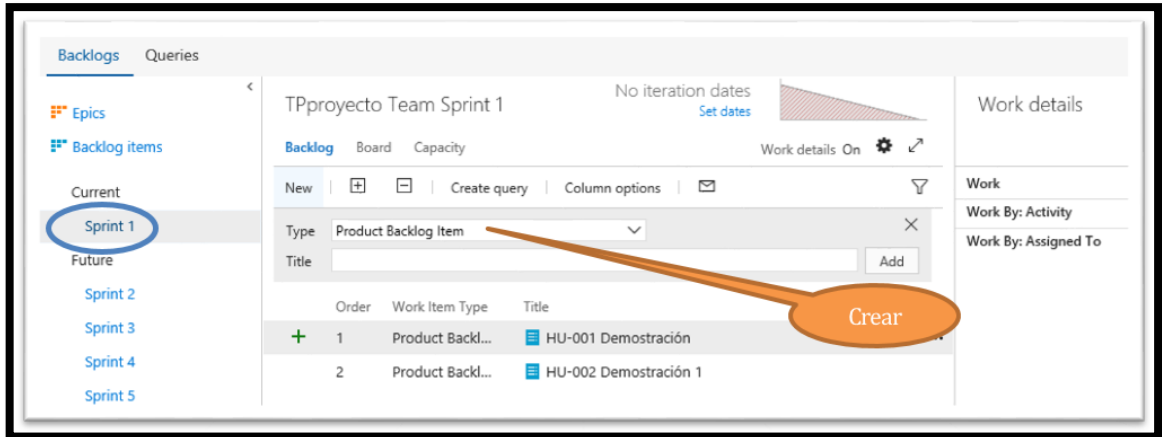 Backlogs Queries
Epics
Backlog items
Current
Sprint 1
Future
Sprint 2
Sprint 3
Sprint 4
Sprint 5
TPproyecto Team Sprint 1
No iteration dates
Set dates
Backlog Board Capacity
Work details On
New Create query Column options
Type Product Backlog Item
Title Add
Order Work Item Type Title
1 Product Backl... HU-001 Demostración
2 Product Backl... HU-002 Demostración 1
Crear
Work details
Work
Work By: Activity
Work By: Assigned To